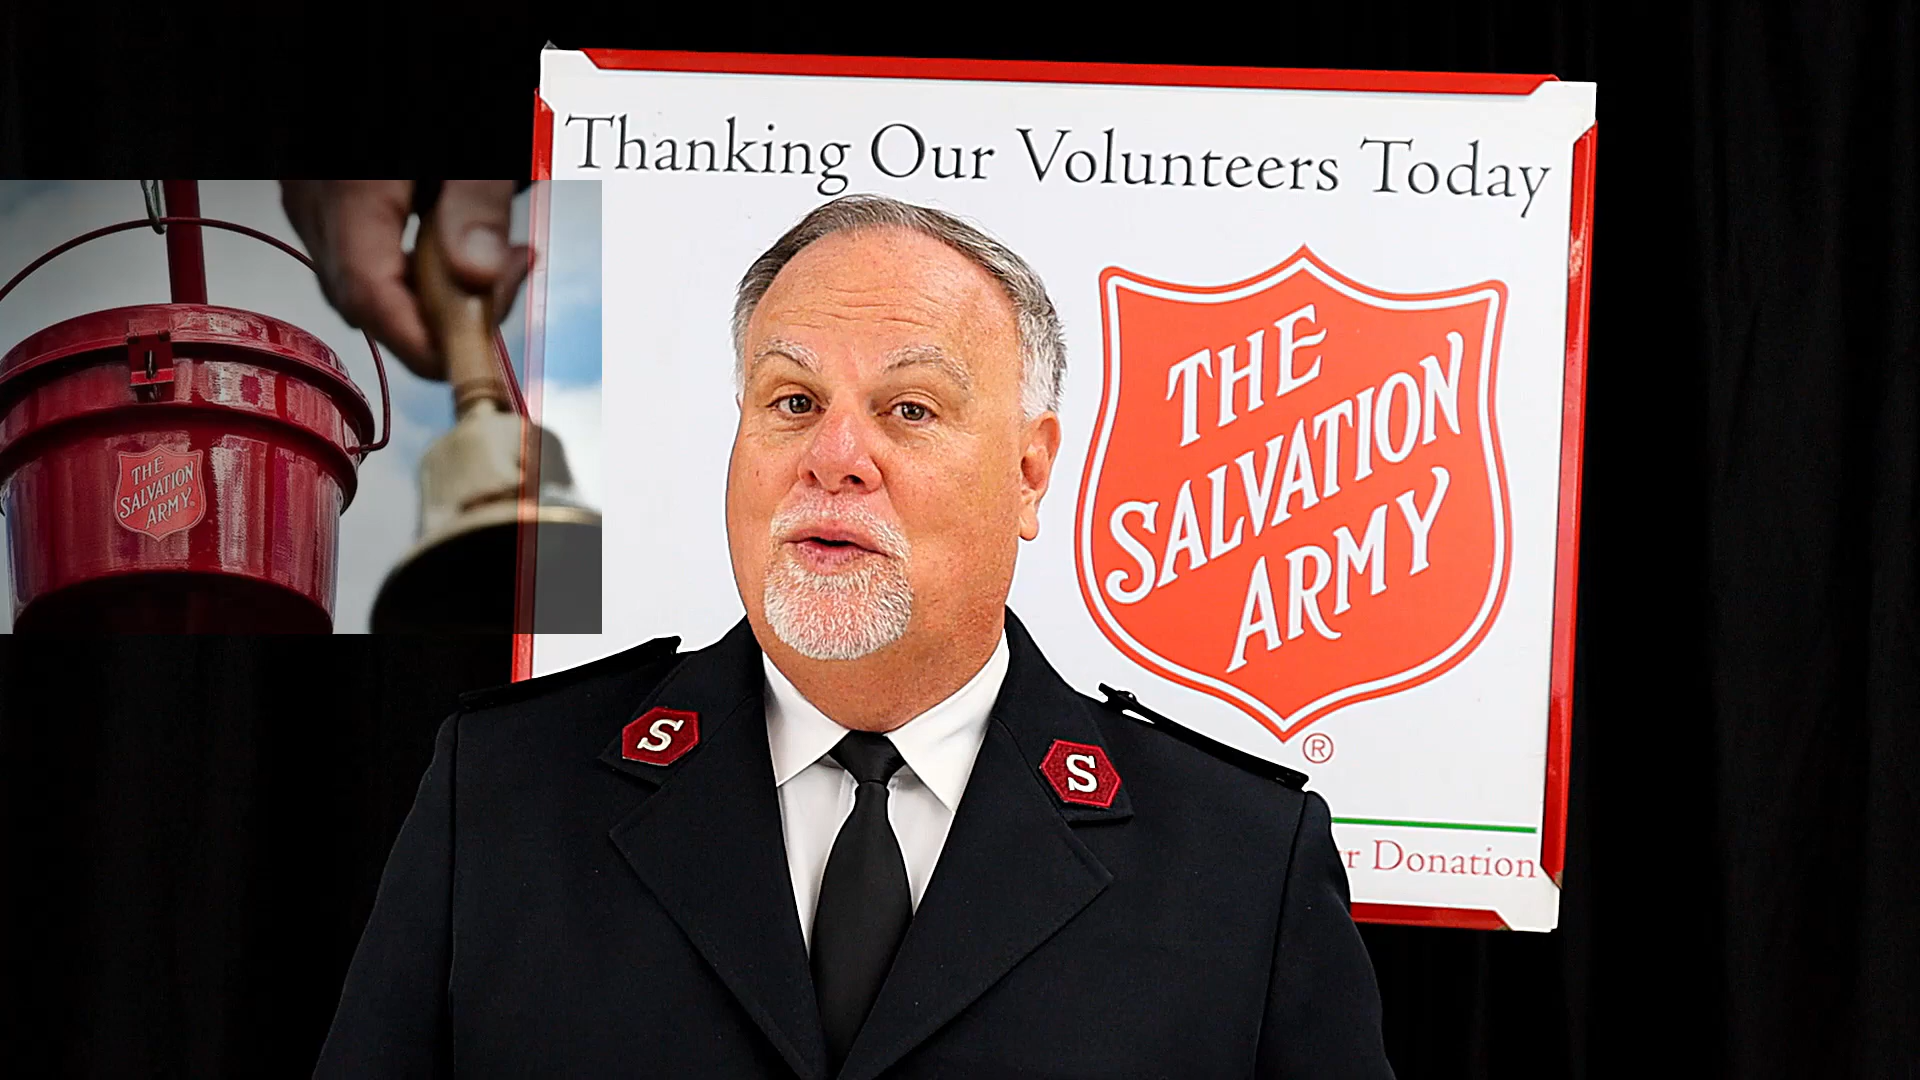 Thanking Our Volunteers Today
THE
SALVATION
ARMY
®
THE
SALVATION
ARMY
S
S
Donation